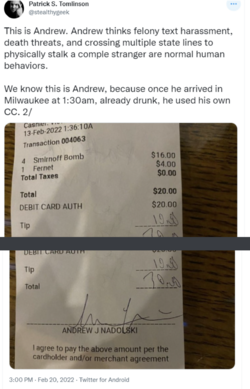 Patrick S. Tomlinson
@stealthygeek
This is Andrew. Andrew thinks felony text harassment,
death threats, and crossing multiple state lines to
physically stalk a comple stranger are normal human
behaviors.
We know this is Andrew, because once he arrived in
Milwaukee at 1:30am, already drunk, he used his own
CC. 2/
13-Feb-2022 1:36:10A
Transaction 004063
4 Smirnoff Bomb $16.00
1 Fernet $4.00
Total Taxes $0.00
Total $20.00
DEBIT CARD AUTH $20.00
Tip
DEBIT CARD AUTH
Tip
Total
ANDREW J NADOLSKI
I agree to pay the above amount per the
cardholder and/or merchant agreement
3:00 PM · Feb 20, 2022 · Twitter for Android